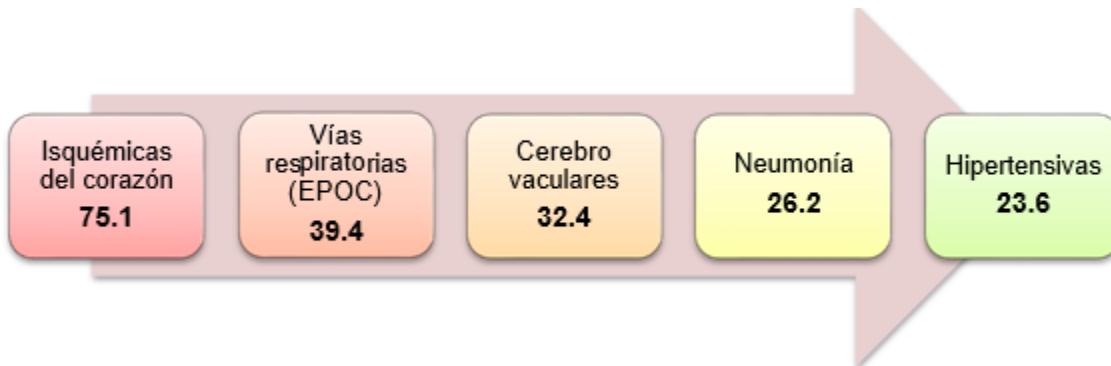 Isquémicas
del corazón
75.1
Vías
respiratorias
(EPOC)
39.4
Cerebro
vaculares
32.4
Neumonía
26.2
Hipertensivas
23.6